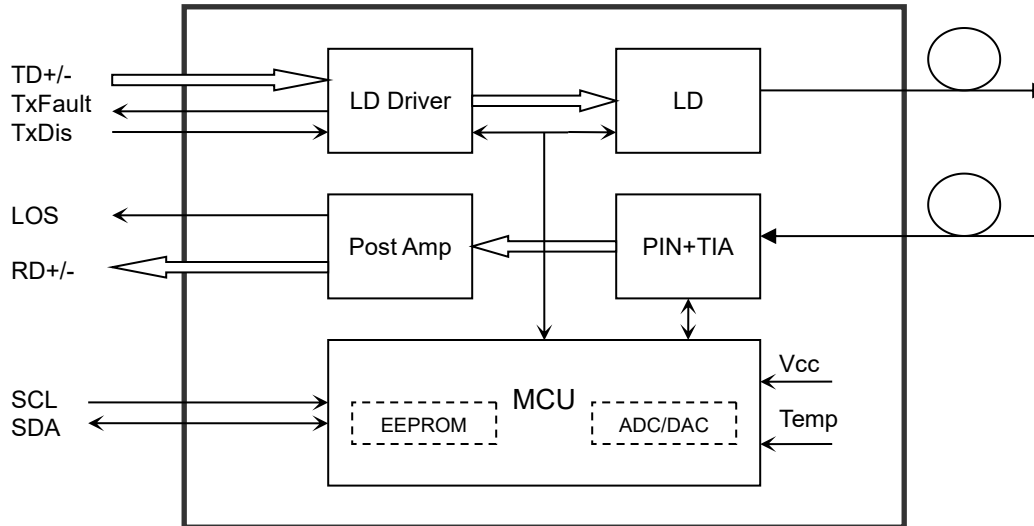 TD+/-
TxFault
TxDis
LD Driver
LD
LOS
RD+/-
Post Amp
PIN+TIA
SCL
SDA
MCU
EEPROM
ADC/DAC
Vcc
Temp